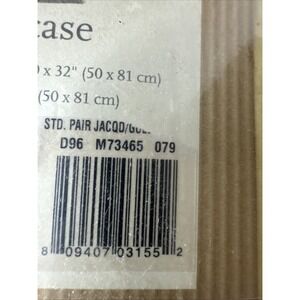 case
x 32" (50 x 81 cm)
(50 x 81 cm)
STD. PAIR JACQD/
D96 M73465 079
8 09407 03155 2